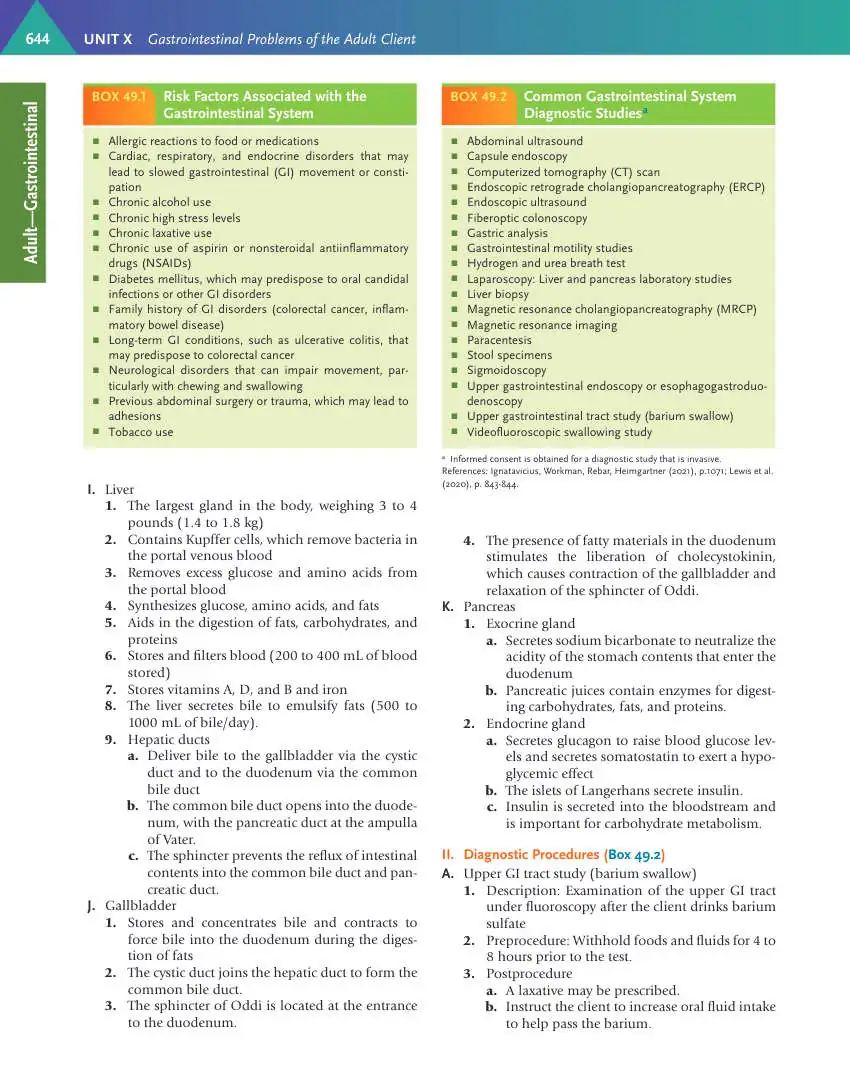 644 UNIT X Gastrointestinal Problems of the Adult Client
Adult—Gastrointestinal
BOX 49.1 Risk Factors Associated with the
Gastrointestinal System
■ Allergic reactions to food or medications
■ Cardiac, respiratory, and endocrine disorders that may
lead to slowed gastrointestinal (GI) movement or consti-
pation
■ Chronic alcohol use
■ Chronic high stress levels
■ Chronic laxative use
■ Chronic use of aspirin or nonsteroidal antiinflammatory
drugs (NSAIDs)
■ Diabetes mellitus, which may predispose to oral candidal
infections or other GI disorders
■ Family history of GI disorders (colorectal cancer, inflam-
matory bowel disease)
■ Long-term GI conditions, such as ulcerative colitis, that
may predispose to colorectal cancer
■ Neurological disorders that can impair movement, par-
ticularly with chewing and swallowing
■ Previous abdominal surgery or trauma, which may lead to
adhesions
■ Tobacco use
I. Liver
1. The largest gland in the body, weighing 3 to 4
pounds (1.4 to 1.8 kg)
2. Contains Kupffer cells, which remove bacteria in
the portal venous blood
3. Removes excess glucose and amino acids from
the portal blood
4. Synthesizes glucose, amino acids, and fats
5. Aids in the digestion of fats, carbohydrates, and
proteins
6. Stores and filters blood (200 to 400 mL of blood
stored)
7. Stores vitamins A, D, and B and iron
8. The liver secretes bile to emulsify fats (500 to
1000 mL of bile/day).
9. Hepatic ducts
a. Deliver bile to the gallbladder via the cystic
duct and to the duodenum via the common
bile duct
b. The common bile duct opens into the duode-
num, with the pancreatic duct at the ampulla
of Vater.
c. The sphincter prevents the reflux of intestinal
contents into the common bile duct and pan-
creatic duct.
J. Gallbladder
1. Stores and concentrates bile and contracts to
force bile into the duodenum during the diges-
tion of fats
2. The cystic duct joins the hepatic duct to form the
common bile duct.
3. The sphincter of Oddi is located at the entrance
to the duodenum.
BOX 49.2 Common Gastrointestinal System
Diagnostic Studiesa
■ Abdominal ultrasound
■ Capsule endoscopy
■ Computerized tomography (CT) scan
■ Endoscopic retrograde cholangiopancreatography (ERCP)
■ Endoscopic ultrasound
■ Fiberoptic colonoscopy
■ Gastric analysis
■ Gastrointestinal motility studies
■ Hydrogen and urea breath test
■ Laparoscopy: Liver and pancreas laboratory studies
■ Liver biopsy
■ Magnetic resonance cholangiopancreatography (MRCP)
■ Magnetic resonance imaging
■ Paracentesis
■ Stool specimens
■ Sigmoidoscopy
■ Upper gastrointestinal endoscopy or esophagogastroduo-
denoscopy
■ Upper gastrointestinal tract study (barium swallow)
■ Videofluoroscopic swallowing study
a Informed consent is obtained for a diagnostic study that is invasive.
References: Ignatavicius, Workman, Rebar, Heimgartner (2021), p.1071; Lewis et al.
(2020), p. 843-844.
4. The presence of fatty materials in the duodenum
stimulates the liberation of cholecystokinin,
which causes contraction of the gallbladder and
relaxation of the sphincter of Oddi.
K. Pancreas
1. Exocrine gland
a. Secretes sodium bicarbonate to neutralize the
acidity of the stomach contents that enter the
duodenum
b. Pancreatic juices contain enzymes for digest-
ing carbohydrates, fats, and proteins.
2. Endocrine gland
a. Secretes glucagon to raise blood glucose lev-
els and secretes somatostatin to exert a hypo-
glycemic effect
b. The islets of Langerhans secrete insulin.
c. Insulin is secreted into the bloodstream and
is important for carbohydrate metabolism.
II. Diagnostic Procedures (Box 49.2)
A. Upper GI tract study (barium swallow)
1. Description: Examination of the upper GI tract
under fluoroscopy after the client drinks barium
sulfate
2. Preprocedure: Withhold foods and fluids for 4 to
8 hours prior to the test.
3. Postprocedure
a. A laxative may be prescribed.
b. Instruct the client to increase oral fluid intake
to help pass the barium.